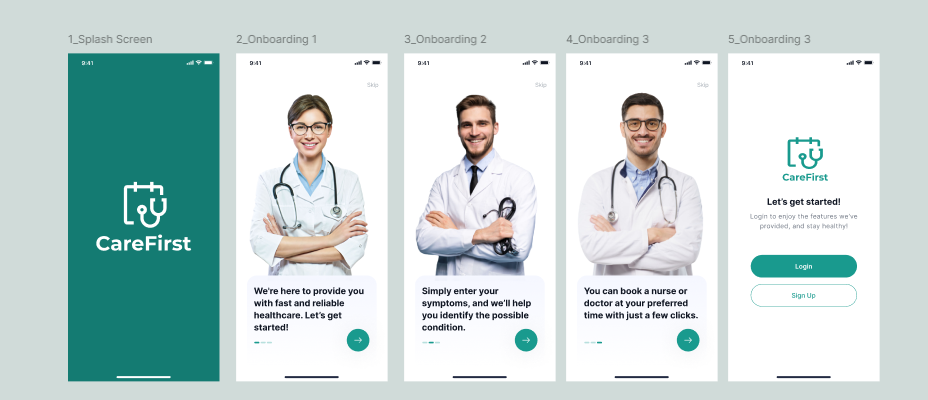 1_Splash Screen
2_Onboarding 1
3_Onboarding 2
4_Onboarding 3
5_Onboarding 3
9:41
CareFirst
9:41
Skip
We're here to provide you
with fast and reliable
healthcare. Let's get
started!
9:41
Skip
Simply enter your
symptoms, and we'll help
you identify the possible
condition.
9:41
Skip
You can book a nurse or
doctor at your preferred
time with just a few clicks.
9:41
CareFirst
Let's get started!
Login to enjoy the features we've
provided, and stay healthy!
Login
Sign Up